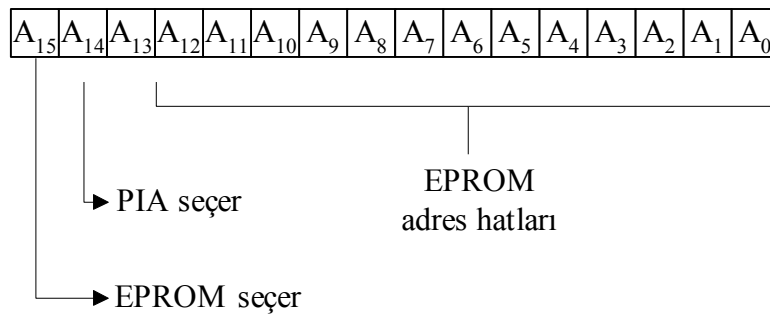 A₁₅ A₁₄ A₁₃ A₁₂ A₁₁ A₁₀ A₉ A₈ A₇ A₆ A₅ A₄ A₃ A₂ A₁ A₀
EPROM
adres hatları
PIA seçer
EPROM seçer